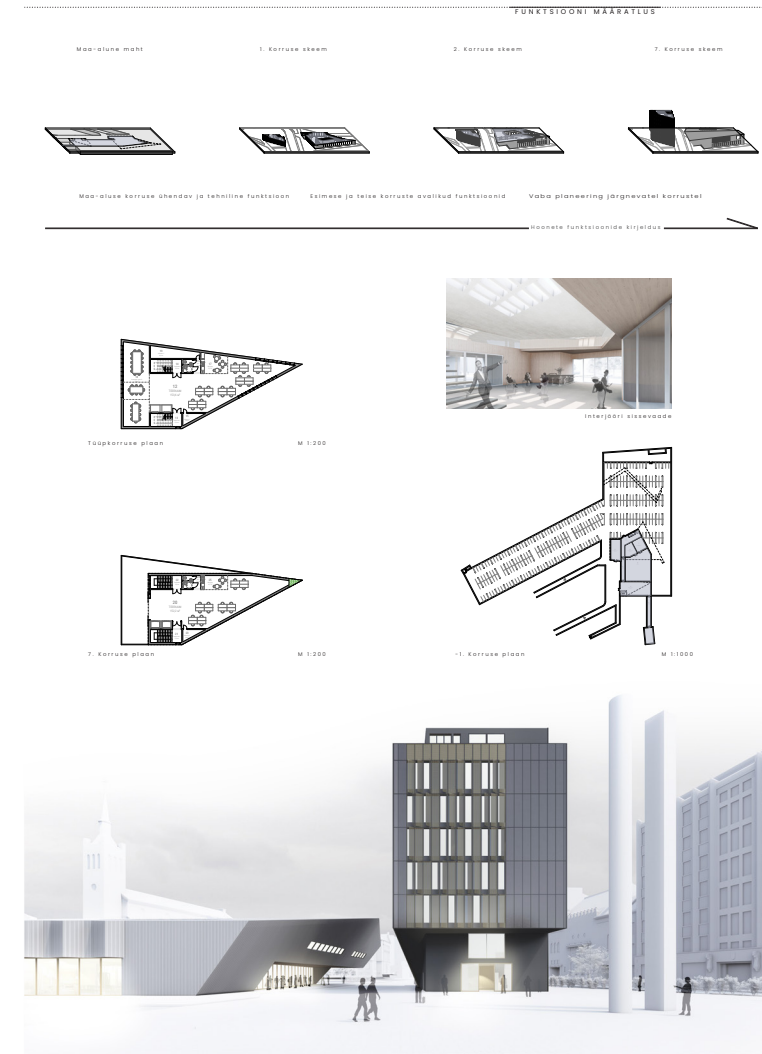 FUNKTSIOONI MÄÄRATLUS
Maa-alune maht
1. Korruse skeem
2. Korruse skeem
7. Korruse skeem
Maa-aluse korruse ühendav ja tehniline funktsioon
Esimese ja teise korruste avalikud funktsioonid
Vaba planeering järgnevatel korrustel
Hoonete funktsioonide kirjeldus
interjööri sissevaade
Tüüpkorruse plaan
M 1:200
7. Korruse plaan
M 1:200
-1. Korruse plaan
M 1:1000